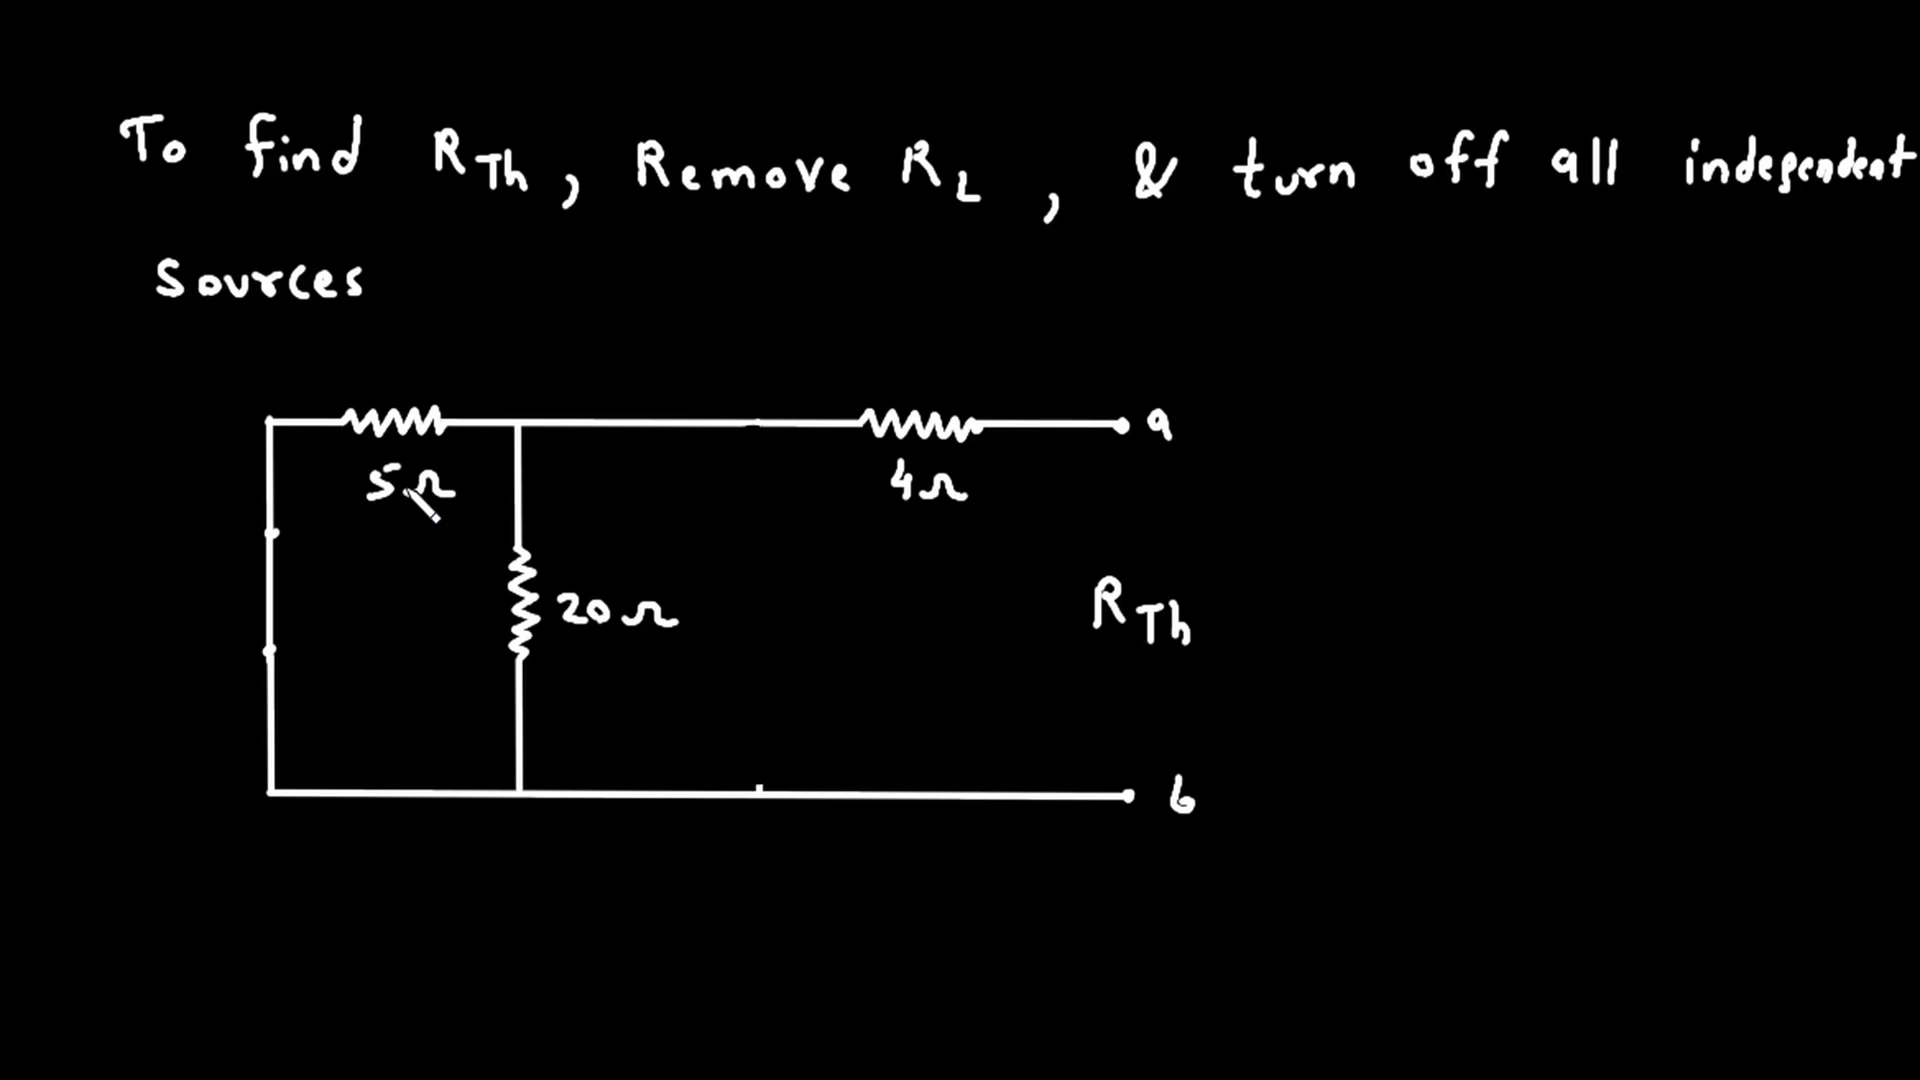 To find RTh, Remove RL, & turn off all independent
Sources
5Ω
4Ω
a
20Ω
RTh
b